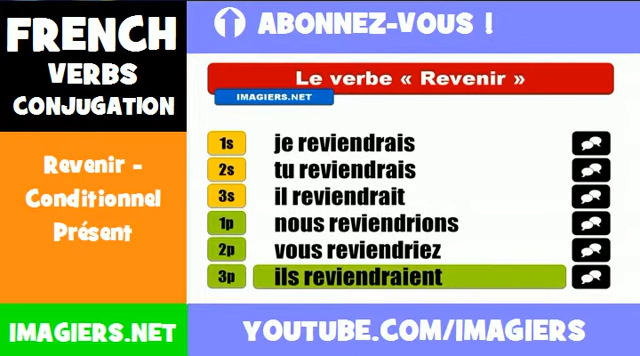 FRENCH
VERBS
CONJUGATION
ABONNEZ-VOUS !
Revenir -
Conditionnel
Présent
Le verbe « Revenir »
IMAGIERS.NET
1s je reviendrais
2s tu reviendrais
3s il reviendrait
1p nous reviendrions
2p vous reviendriez
3p ils reviendraient
IMAGIERS.NET
YOUTUBE.COM/IMAGIERS